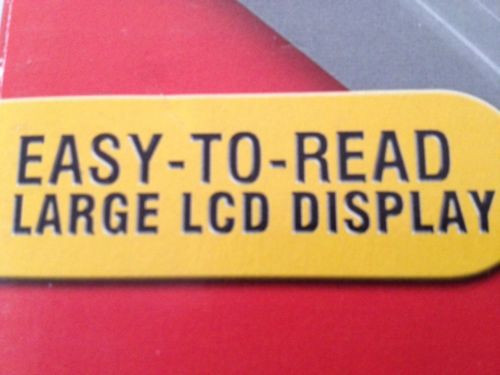 EASY-TO-READ
LARGE LCD DISPLAY